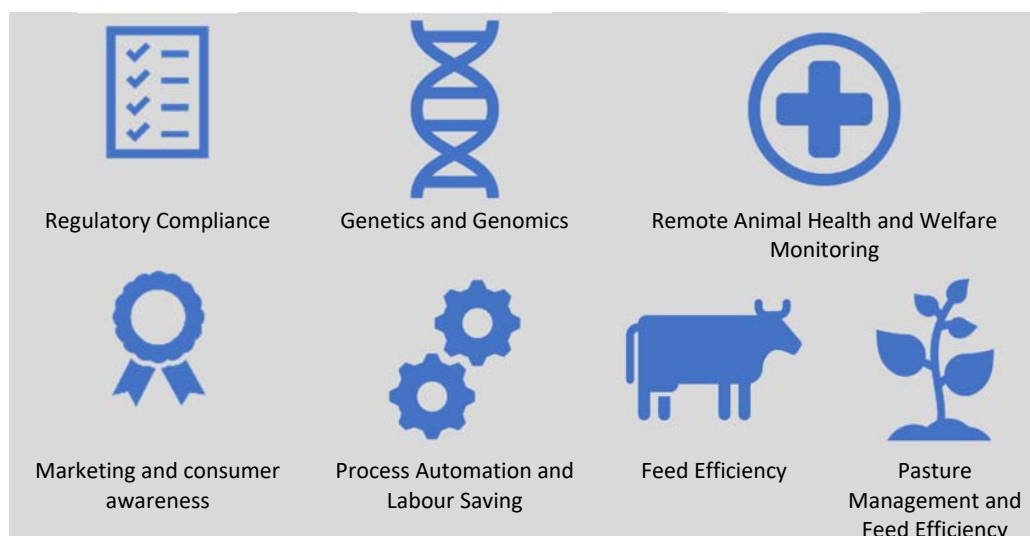 Regulatory Compliance
Genetics and Genomics
Remote Animal Health and Welfare
Monitoring
Marketing and consumer
awareness
Process Automation and
Labour Saving
Feed Efficiency
Pasture
Management and
Feed Efficiency